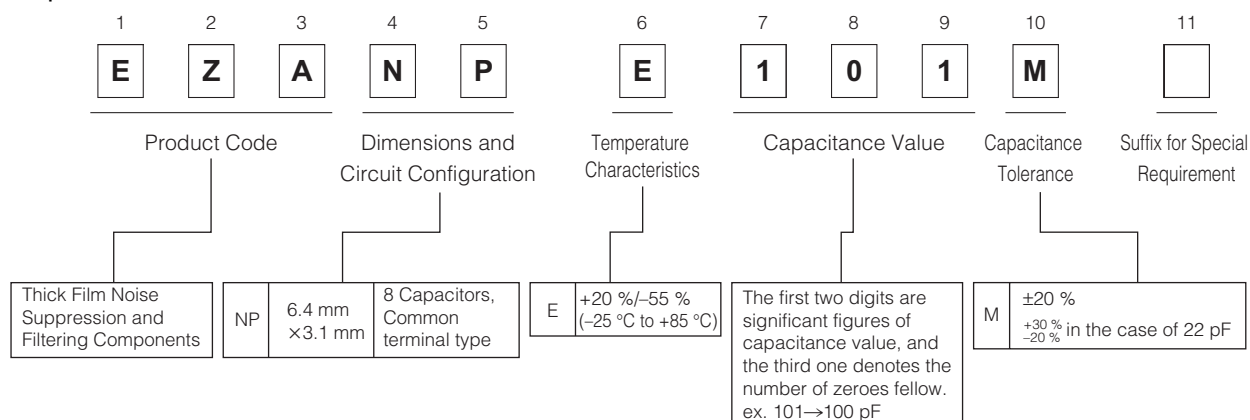 1 2 3 4 5 6 7 8 9 10 11
E Z A N P E 1 0 1 M
Product Code
Dimensions and
Circuit Configuration
Temperature
Characteristics
Capacitance Value
Capacitance
Tolerance
Suffix for Special
Requirement
Thick Film Noise
Suppression and
Filtering Components
NP
6.4 mm
×3.1 mm
8 Capacitors,
Common
terminal type
E
+20 %/–55 %
(–25 °C to +85 °C)
The first two digits are
significant figures of
capacitance value, and
the third one denotes the
number of zeroes fellow.
ex. 101→100 pF
M
±20 %
+30 %
–20 % in the case of 22 pF